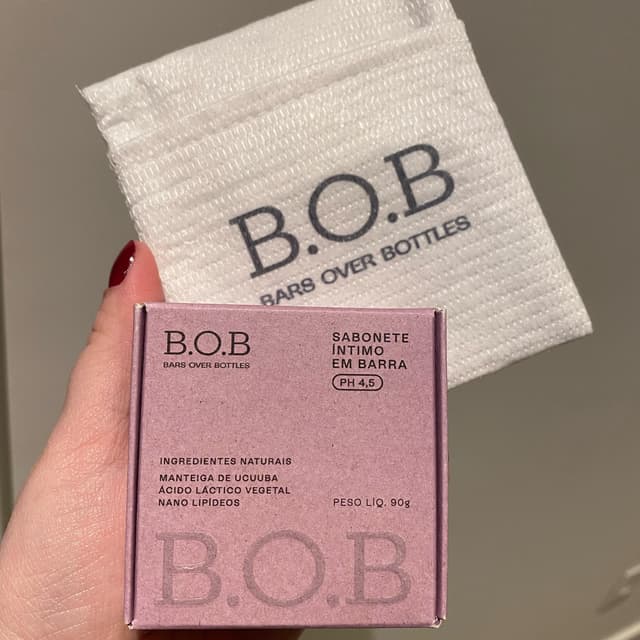 B.O.B
BARS OVER BOTTLES
B.O.B
BARS OVER BOTTLES
SABONETE
ÍNTIMO
EM BARRA
PH 4,5
INGREDIENTES NATURAIS
MANTEIGA DE UCUUBA
ÁCIDO LÁCTICO VEGETAL
NANO LIPÍDEOS
PESO LÍQ. 90g
B.O.B